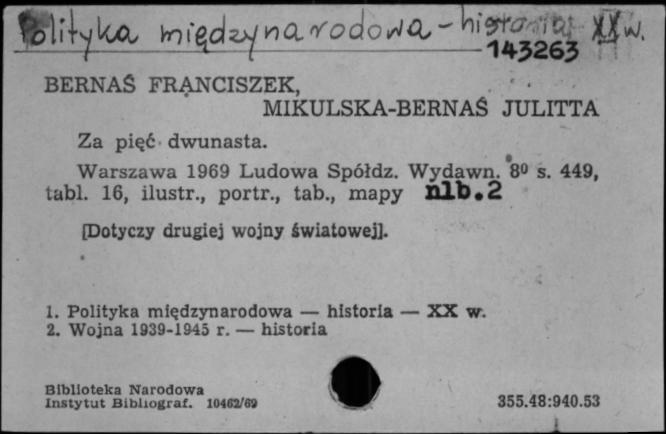 Polityka międzynarodowa - historia XX w.
143263
BERNAŚ FRANCISZEK,
MIKULSKA-BERNAŚ JULITTA
Za pięć dwunasta.
Warszawa 1969 Ludowa Spółdz. Wydawn. 8⁰ s. 449,
tabl. 16, ilustr., portr., tab., mapy nlb.2
[Dotyczy drugiej wojny światowej].
1. Polityka międzynarodowa — historia — XX w.
2. Wojna 1939-1945 r. — historia
Biblioteka Narodowa
Instytut Bibliograf. 10462/69
355.48:940.53